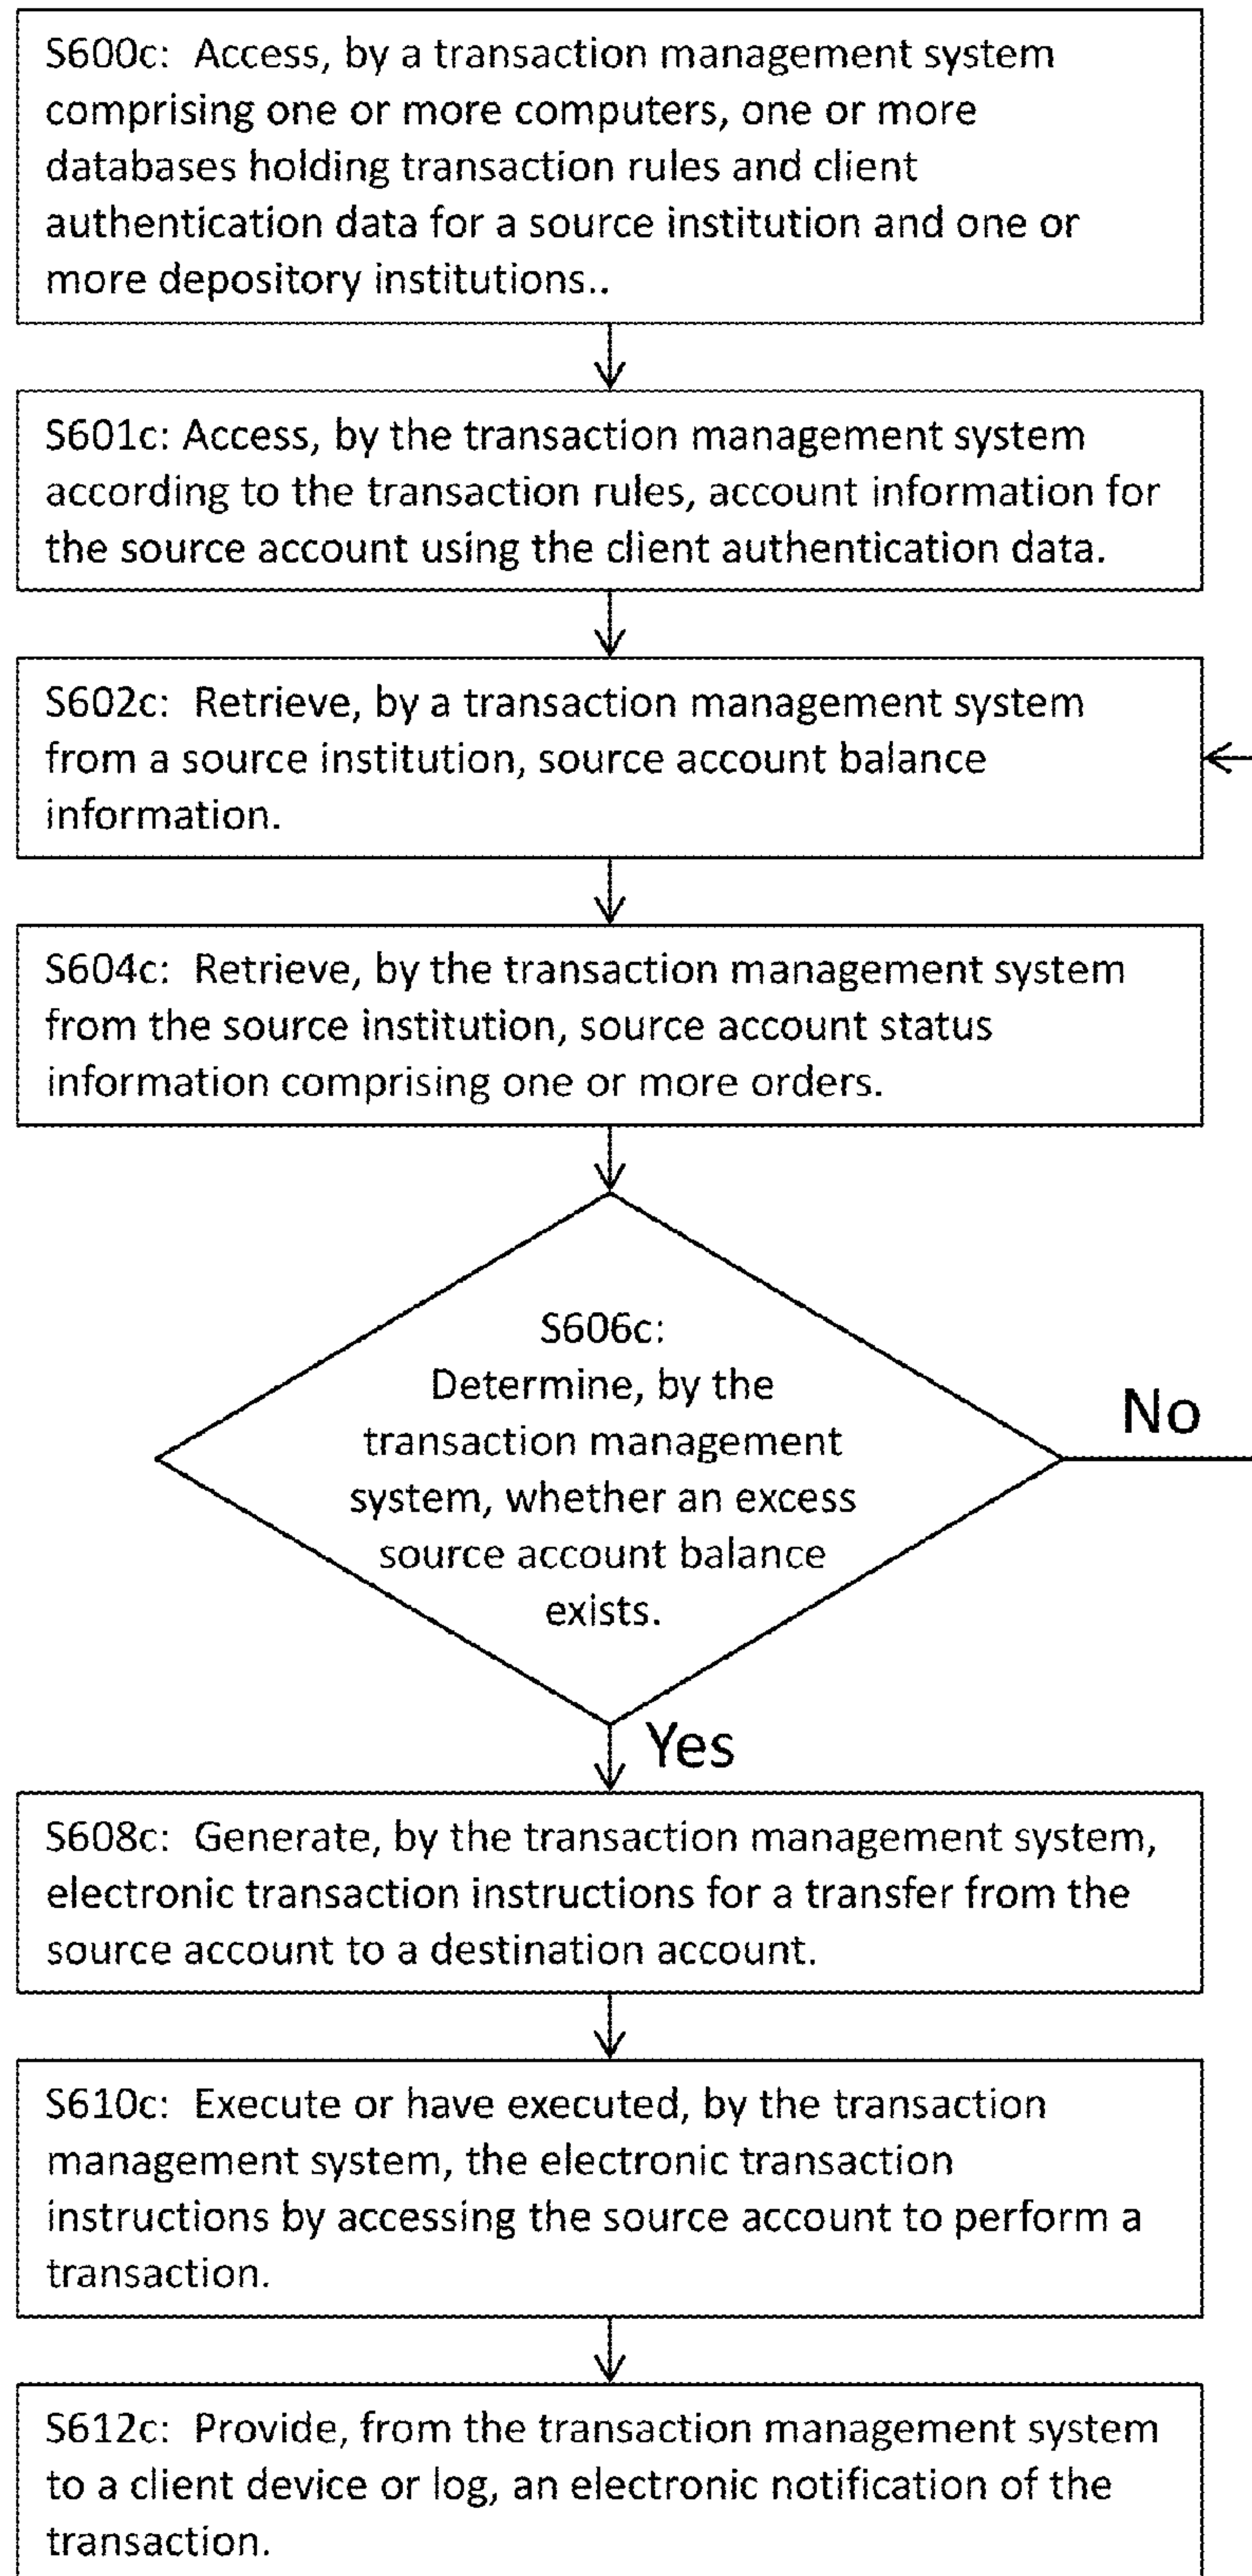 S600c: Access, by a transaction management system
comprising one or more computers, one or more
databases holding transaction rules and client
authentication data for a source institution and one or
more depository institutions..
S601c: Access, by the transaction management system
according to the transaction rules, account information for
the source account using the client authentication data.
S602c: Retrieve, by a transaction management system
from a source institution, source account balance
information.
S604c: Retrieve, by the transaction management system
from the source institution, source account status
information comprising one or more orders.
S606c:
Determine, by the
transaction management
system, whether an excess
source account balance
exists.
No
Yes
S608c: Generate, by the transaction management system,
electronic transaction instructions for a transfer from the
source account to a destination account.
S610c: Execute or have executed, by the transaction
management system, the electronic transaction
instructions by accessing the source account to perform a
transaction.
S612c: Provide, from the transaction management system
to a client device or log, an electronic notification of the
transaction.